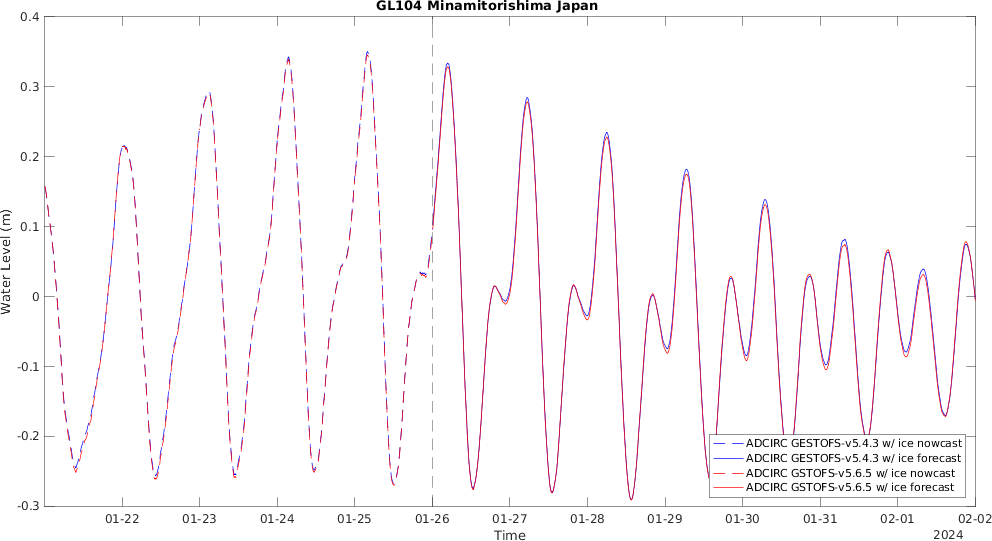 GL104 Minamitorishima Japan
Water Level (m)
0.4
0.3
0.2
0.1
0
-0.1
-0.2
-0.3
ADCIRC GESTOFS-v5.4.3 w/ ice nowcast
ADCIRC GESTOFS-v5.4.3 w/ ice forecast
ADCIRC GSTOFS-v5.6.5 w/ ice nowcast
ADCIRC GSTOFS-v5.6.5 w/ ice forecast
01-22 01-23 01-24 01-25 01-26 01-27 01-28 01-29 01-30 01-31 02-01 02-02
Time
2024